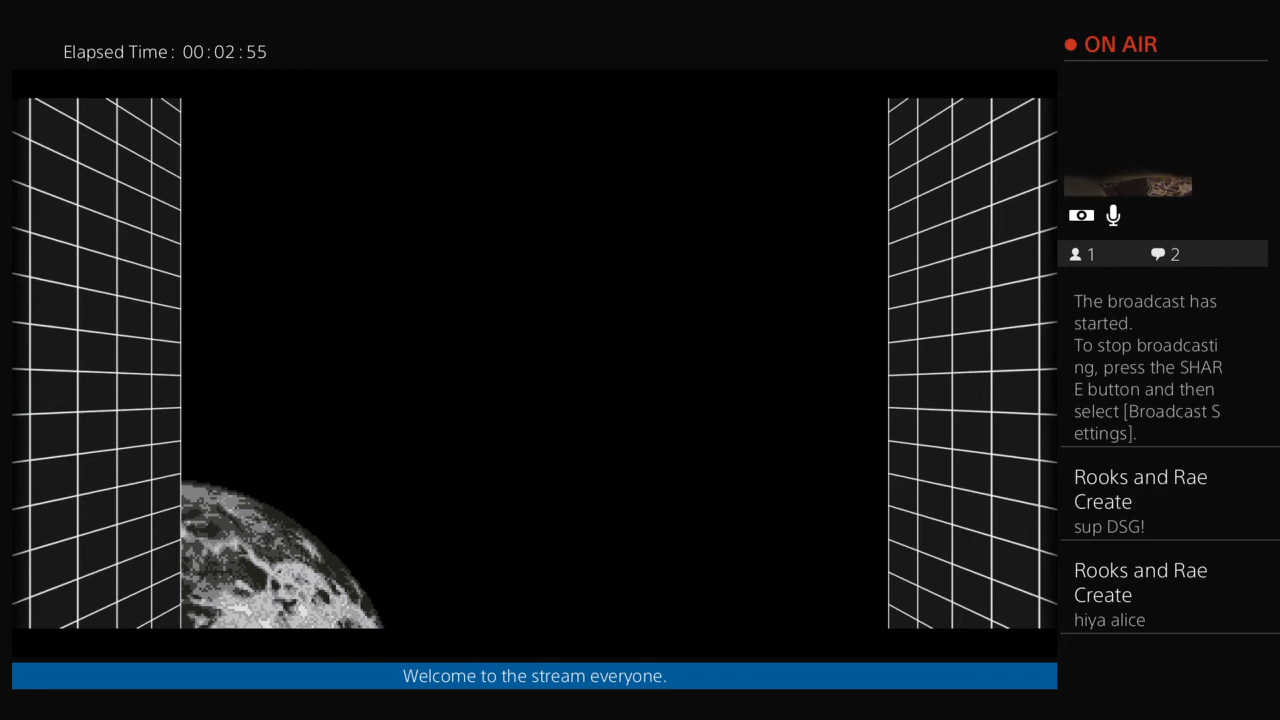 Elapsed Time: 00:02:55
ON AIR
1
2
The broadcast has
started.
To stop broadcasti
ng, press the SHAR
E button and then
select [Broadcast S
ettings].
Rooks and Rae
Create
sup DSG!
Rooks and Rae
Create
hiya alice
Welcome to the stream everyone.